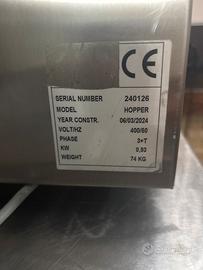 CE
SERIAL NUMBER 240126
MODEL HOPPER
YEAR CONSTR. 06/03/2024
VOLT/HZ 400/50
PHASE 3+T
KW 0,93
WEIGHT 74 KG
subito